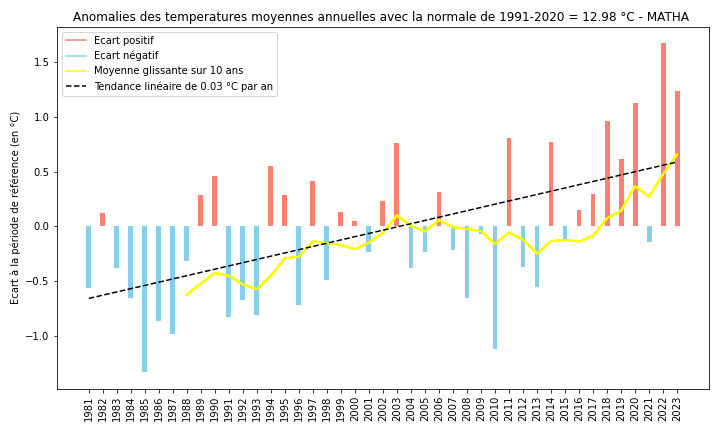 Anomalies des temperatures moyennes annuelles avec la normale de 1991-2020 = 12.98 °C - MATHA
Ecart positif
Ecart négatif
Moyenne glissante sur 10 ans
Tendance linéaire de 0.03 °C par an
Ecart à la période de référence (en °C)
1.5
1.0
0.5
0.0
−0.5
−1.0
1981 1982 1983 1984 1985 1986 1987 1988 1989 1990 1991 1992 1993 1994 1995 1996 1997 1998 1999 2000 2001 2002 2003 2004 2005 2006 2007 2008 2009 2010 2011 2012 2013 2014 2015 2016 2017 2018 2019 2020 2021 2022 2023